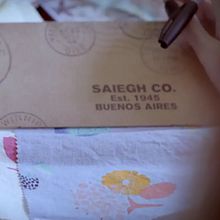 SAIEGH CO.
Est. 1945
BUENOS AIRES